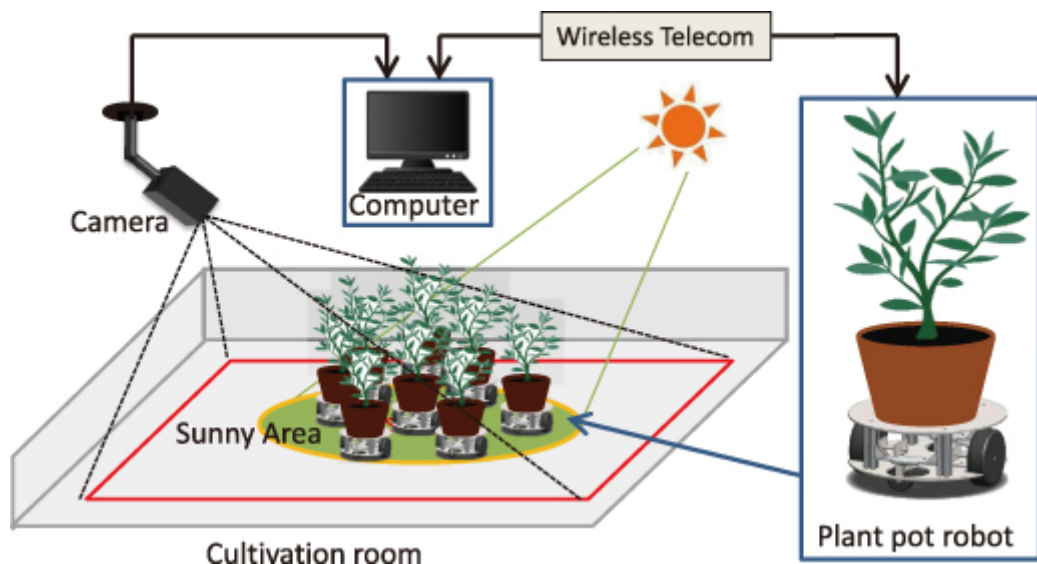 Wireless Telecom
Camera
Computer
Sunny Area
Plant pot robot
Cultivation room